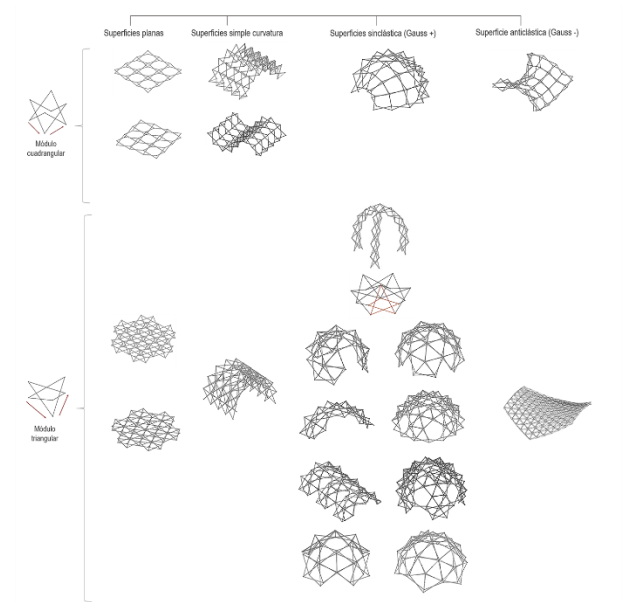 Superficies planas
Superficies simple curvatura
Superficies sinclástica (Gauss +)
Superficie anticlástica (Gauss -)
Módulo
cuadrangular
Módulo
triangular